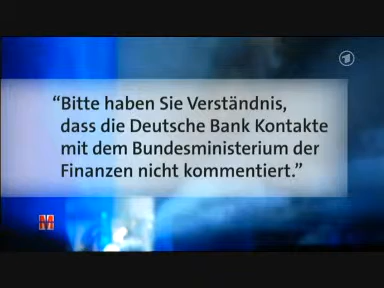 “Bitte haben Sie Verständnis,
dass die Deutsche Bank Kontakte
mit dem Bundesministerium der
Finanzen nicht kommentiert.”
M